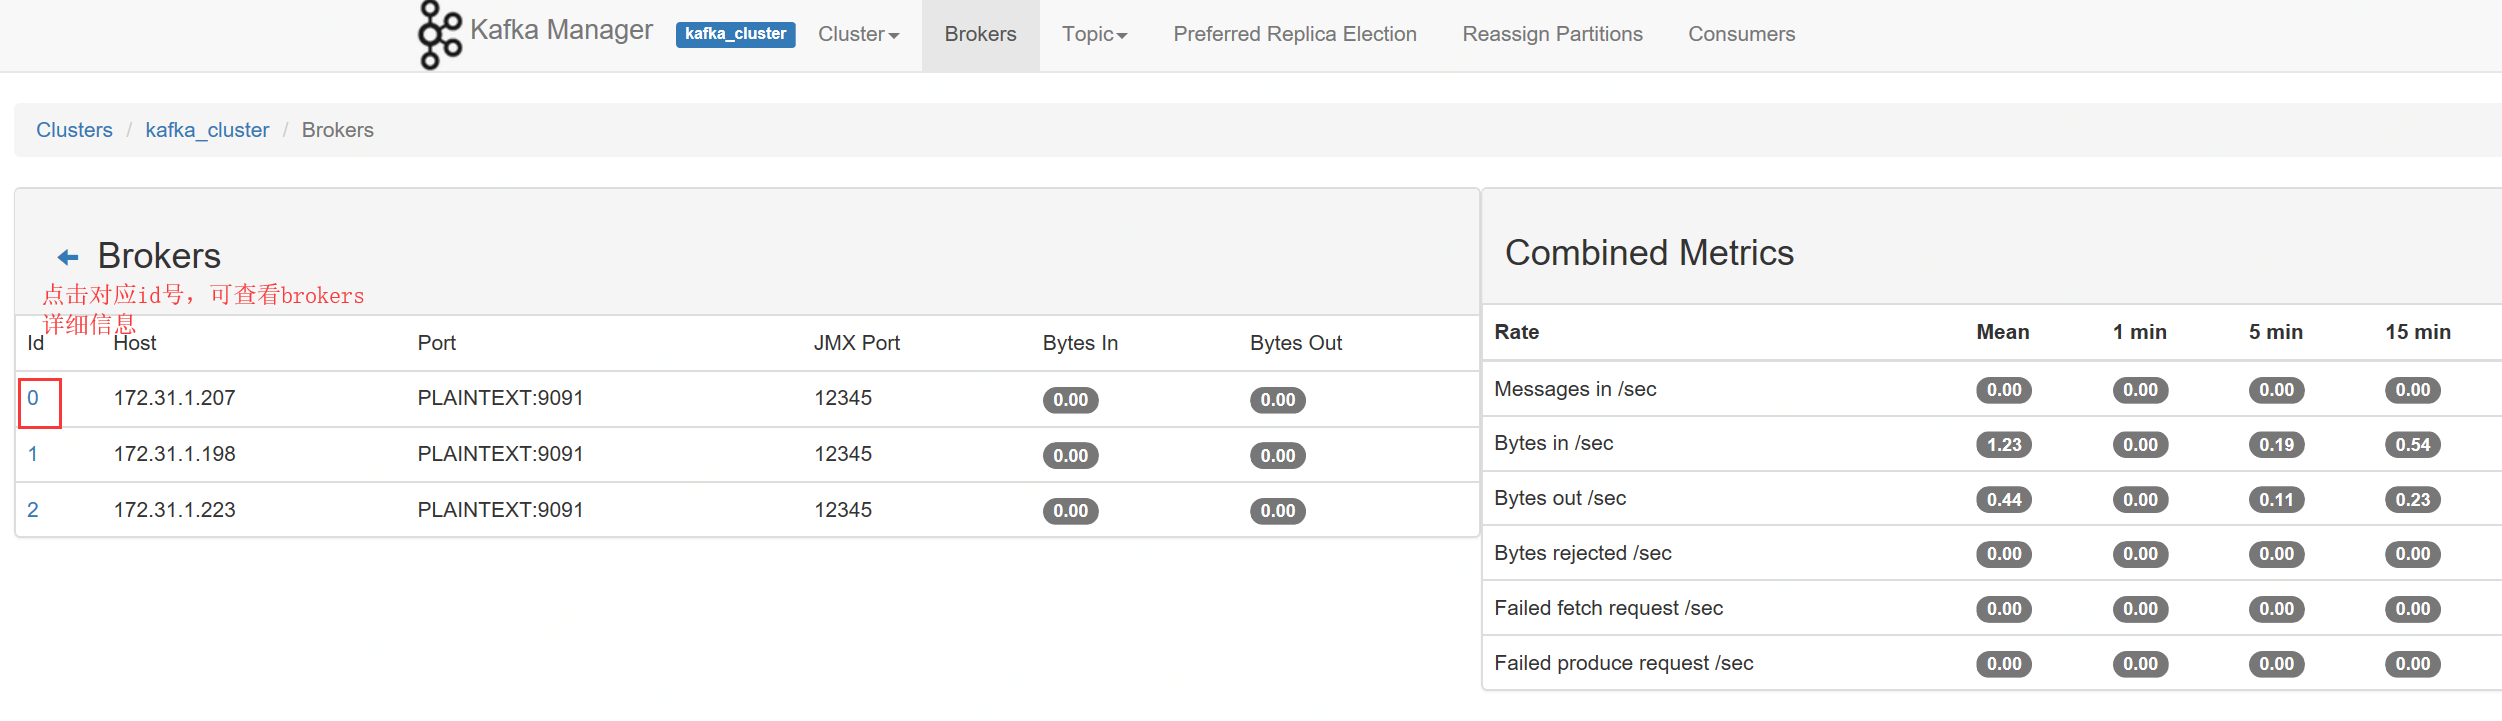 Kafka Manager kafka_cluster Cluster Brokers Topic Preferred Replica Election Reassign Partitions Consumers
Clusters / kafka_cluster / Brokers
Brokers
点击对应id号，可查看brokers
详细信息
Id Host Port JMX Port Bytes In Bytes Out
0 172.31.1.207 PLAINTEXT:9091 12345 0.00 0.00
1 172.31.1.198 PLAINTEXT:9091 12345 0.00 0.00
2 172.31.1.223 PLAINTEXT:9091 12345 0.00 0.00
Combined Metrics
Rate Mean 1 min 5 min 15 min
Messages in /sec 0.00 0.00 0.00 0.00
Bytes in /sec 1.23 0.00 0.19 0.54
Bytes out /sec 0.44 0.00 0.11 0.23
Bytes rejected /sec 0.00 0.00 0.00 0.00
Failed fetch request /sec 0.00 0.00 0.00 0.00
Failed produce request /sec 0.00 0.00 0.00 0.00